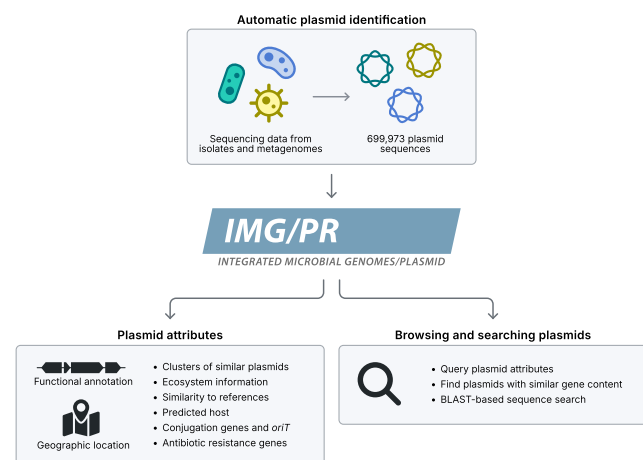 Automatic plasmid identification
Sequencing data from
isolates and metagenomes
699,973 plasmid
sequences
IMG/PR
INTEGRATED MICROBIAL GENOMES/PLASMID
Plasmid attributes
Functional annotation
Geographic location
• Clusters of similar plasmids
• Ecosystem information
• Similarity to references
• Predicted host
• Conjugation genes and oriT
• Antibiotic resistance genes
Browsing and searching plasmids
• Query plasmid attributes
• Find plasmids with similar gene content
• BLAST-based sequence search